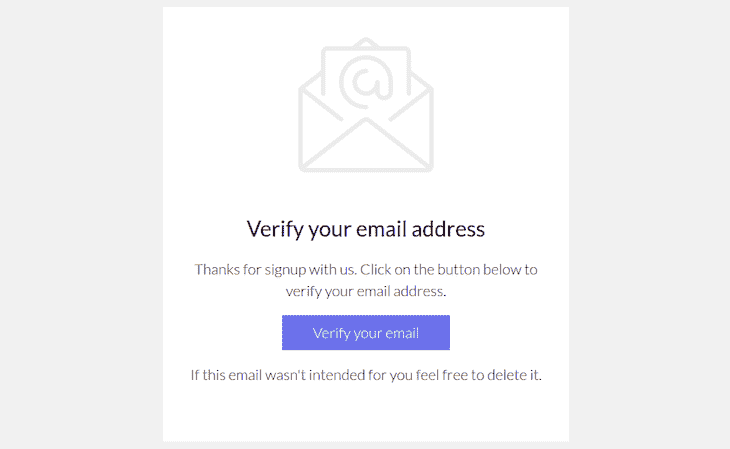 Verify your email address
Thanks for signup with us. Click on the button below to
verify your email address.
Verify your email
If this email wasn't intended for you feel free to delete it.